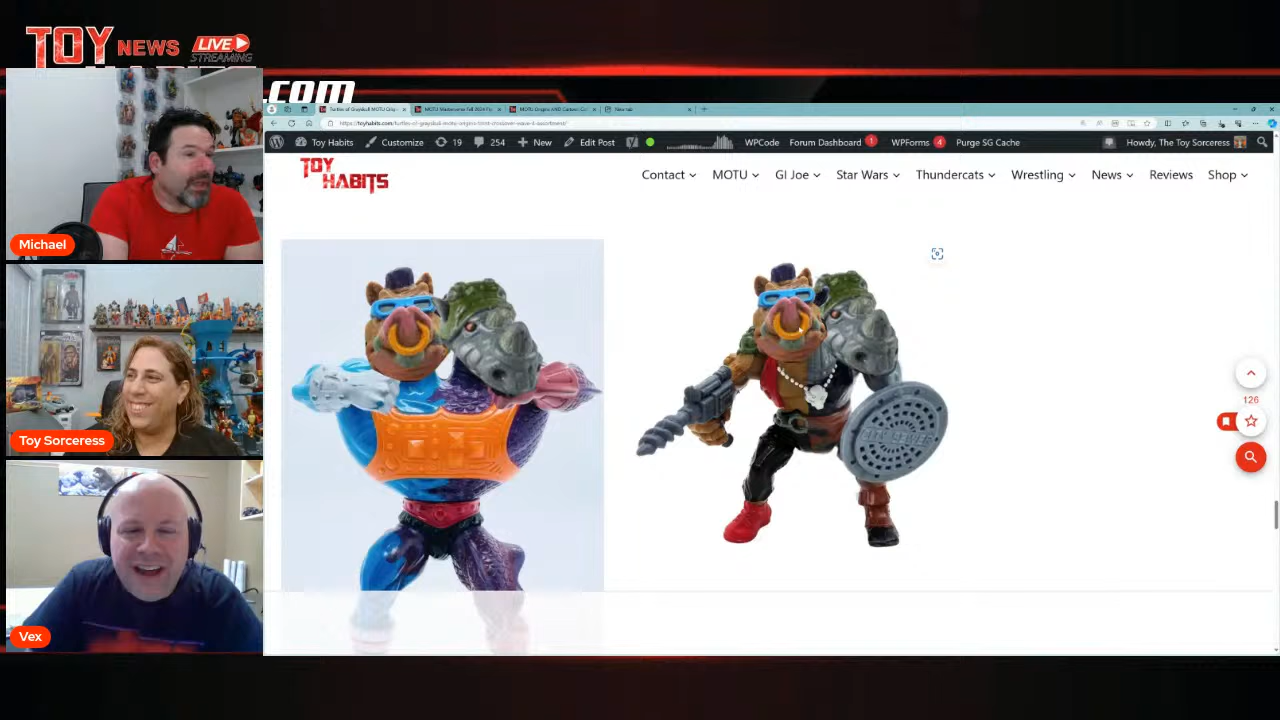 TOY NEWS LIVE STREAMING
.COM
Michael
Toy Sorceress
Vex
Toy Habits
Customize
19
254
New
Edit Post
WPCode
Forum Dashboard 1
WPForms 4
Purge SG Cache
Howdy, The Toy Sorceress
TOY HABITS
Contact
MOTU
GI Joe
Star Wars
Thundercats
Wrestling
News
Reviews
Shop
CITY SEWER
126